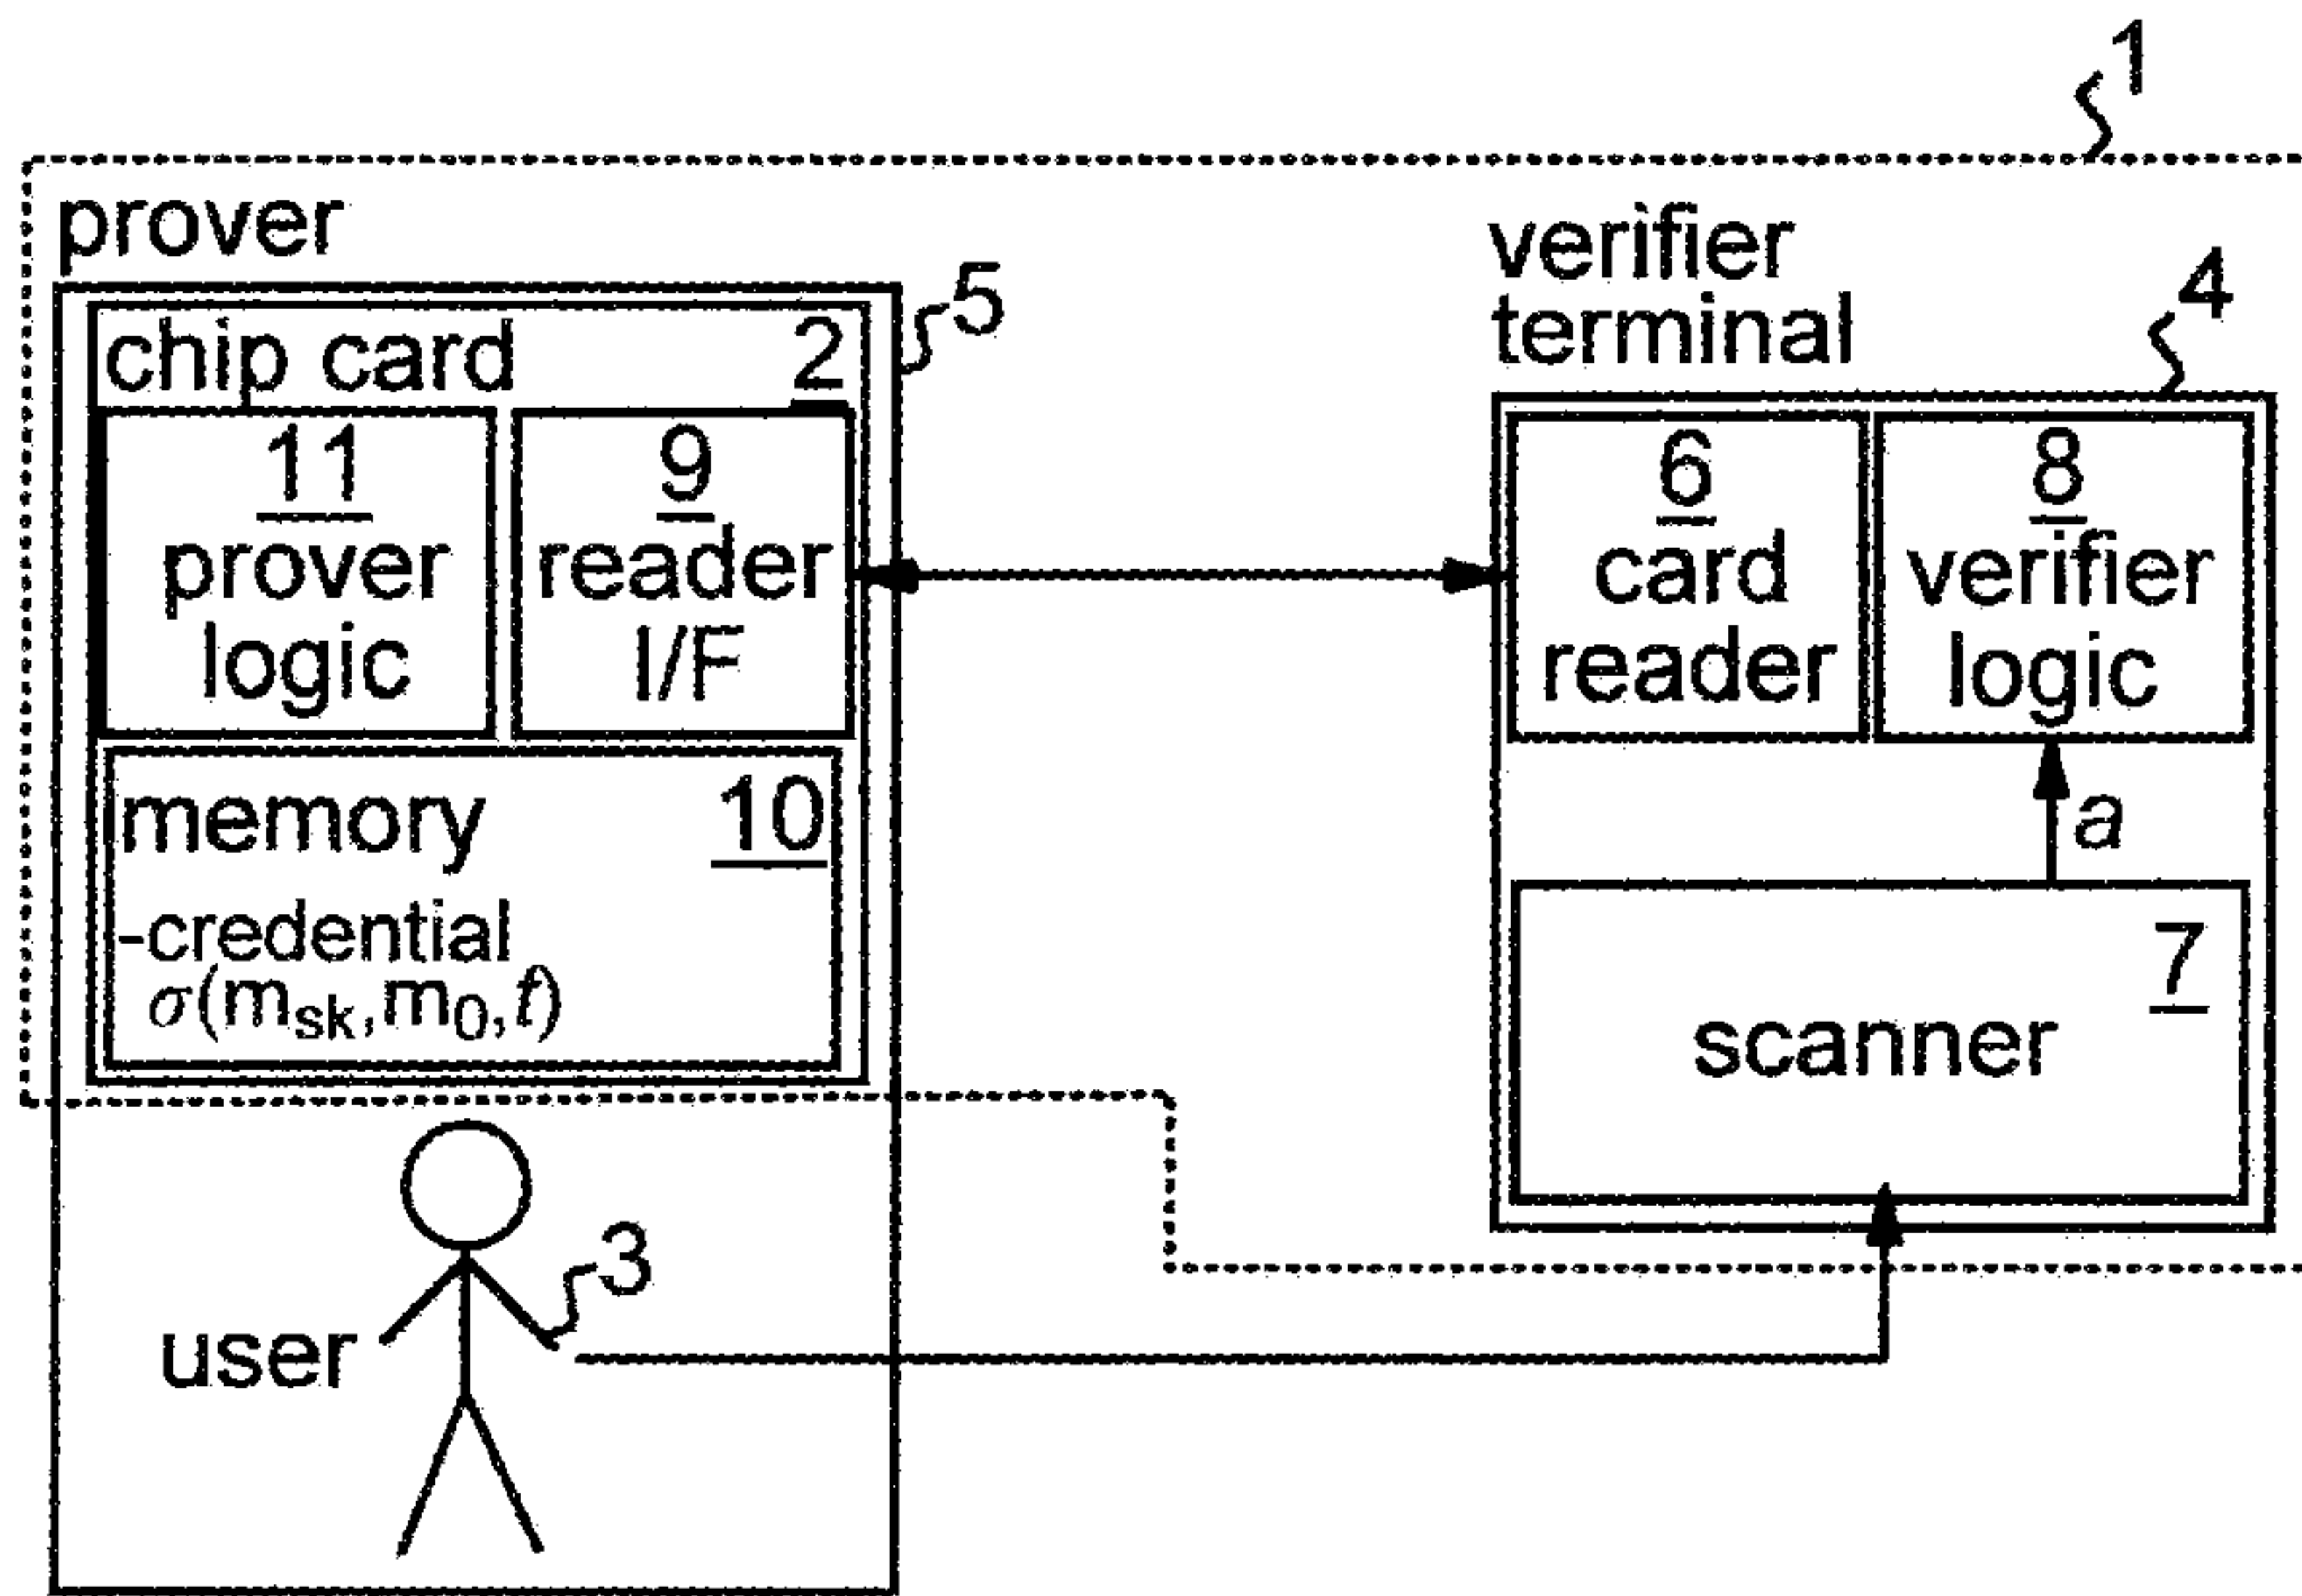 1
prover
verifier
terminal
5
4
chip card 2
11
prover
logic
9
reader
I/F
6
card
reader
8
verifier
logic
memory 10
-credential
σ(m_sk,m_0,t)
a
7
scanner
3
user